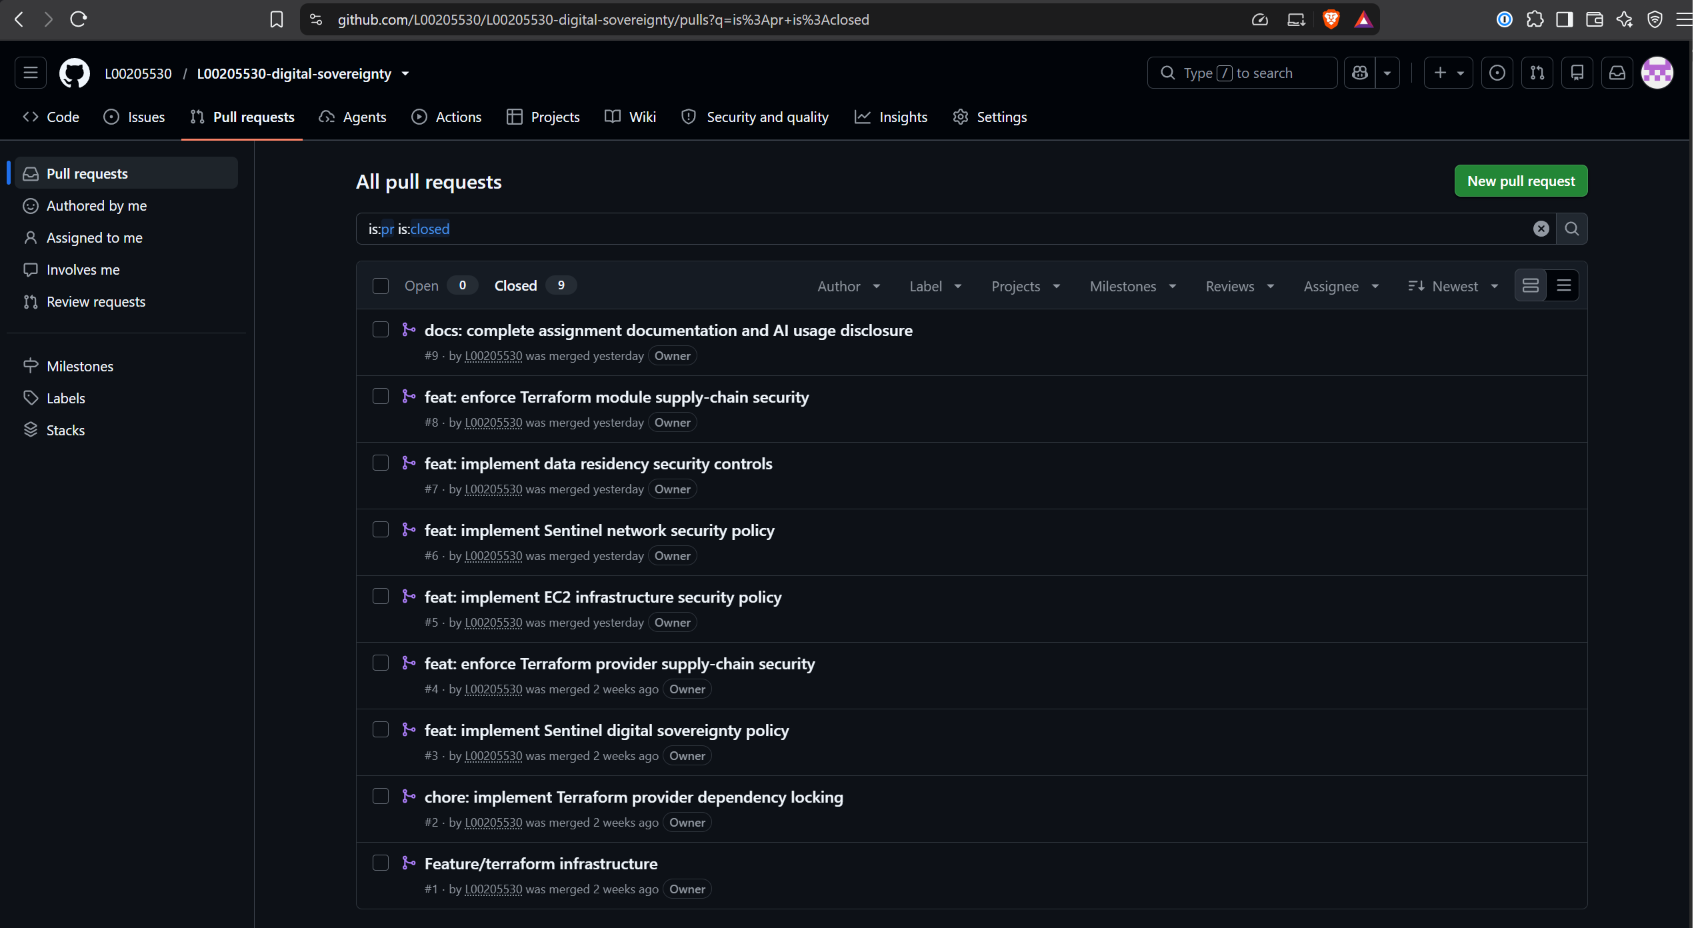 github.com/L00205530/L00205530-digital-sovereignty/pulls?q=is%3Apr+is%3Aclosed
L00205530 / L00205530-digital-sovereignty
Type / to search
Code
Issues
Pull requests
Agents
Actions
Projects
Wiki
Security and quality
Insights
Settings
Pull requests
Authored by me
Assigned to me
Involves me
Review requests
Milestones
Labels
Stacks
All pull requests
New pull request
is:pr is:closed
Open 0 Closed 9
Author
Label
Projects
Milestones
Reviews
Assignee
Newest
docs: complete assignment documentation and AI usage disclosure
#9 · by L00205530 was merged yesterday Owner
feat: enforce Terraform module supply-chain security
#8 · by L00205530 was merged yesterday Owner
feat: implement data residency security controls
#7 · by L00205530 was merged yesterday Owner
feat: implement Sentinel network security policy
#6 · by L00205530 was merged yesterday Owner
feat: implement EC2 infrastructure security policy
#5 · by L00205530 was merged yesterday Owner
feat: enforce Terraform provider supply-chain security
#4 · by L00205530 was merged 2 weeks ago Owner
feat: implement Sentinel digital sovereignty policy
#3 · by L00205530 was merged 2 weeks ago Owner
chore: implement Terraform provider dependency locking
#2 · by L00205530 was merged 2 weeks ago Owner
Feature/terraform infrastructure
#1 · by L00205530 was merged 2 weeks ago Owner